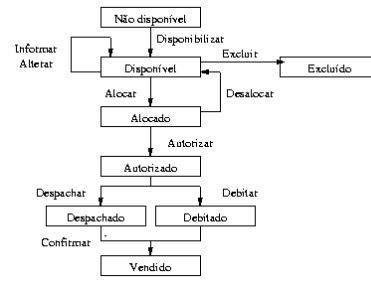 Não disponível
Disponibilizar
Informar
Alterar
Excluir
Disponível
Excluído
Alocar
Desalocar
Alocado
Autorizar
Autorizado
Despachar
Debitar
Despachado
Debitado
Confirmar
Vendido